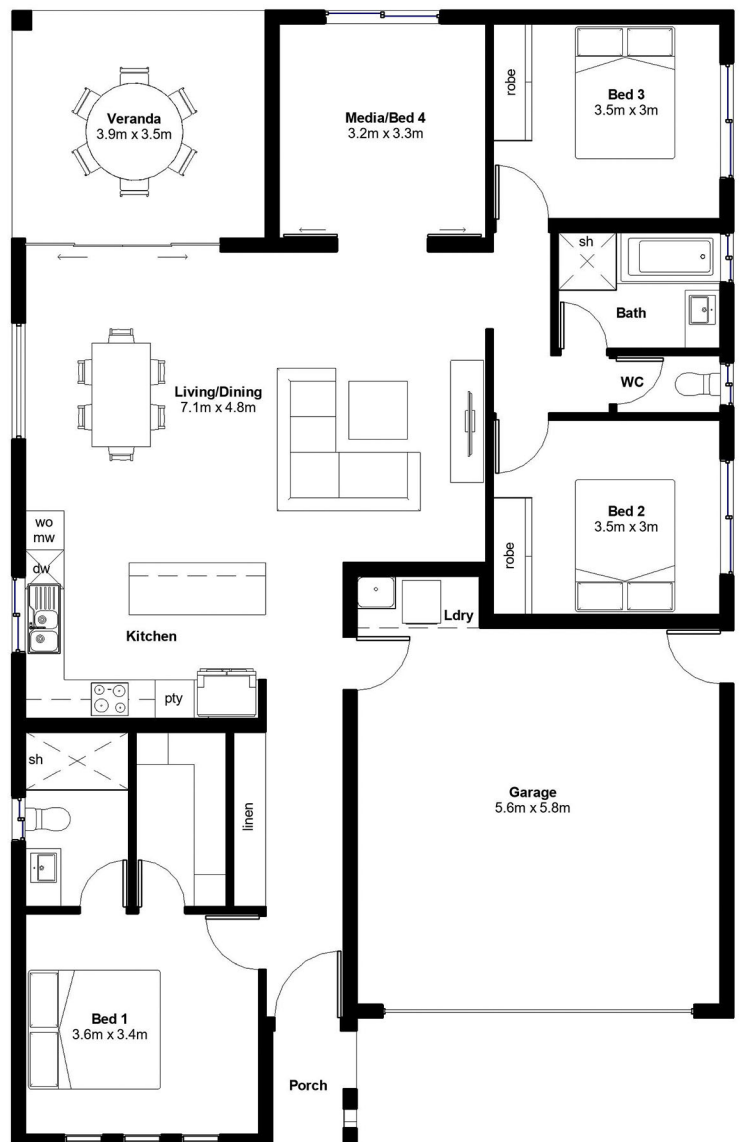 Veranda
3.9m x 3.5m
Media/Bed 4
3.2m x 3.3m
robe
Bed 3
3.5m x 3m
sh
Bath
WC
Living/Dining
7.1m x 4.8m
wo
mw
dw
Bed 2
3.5m x 3m
robe
Kitchen
Ldry
pty
sh
linen
Garage
5.6m x 5.8m
Bed 1
3.6m x 3.4m
Porch